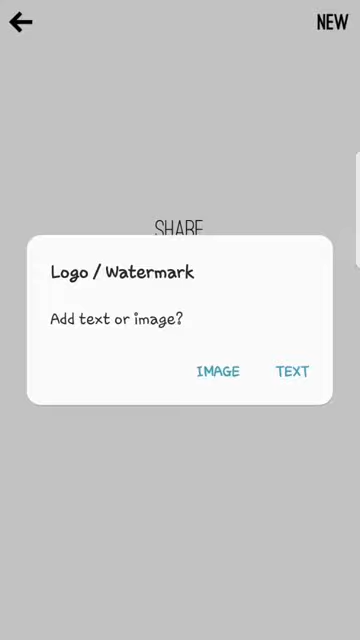 NEW
SHARE
Logo / Watermark
Add text or image?
IMAGE TEXT